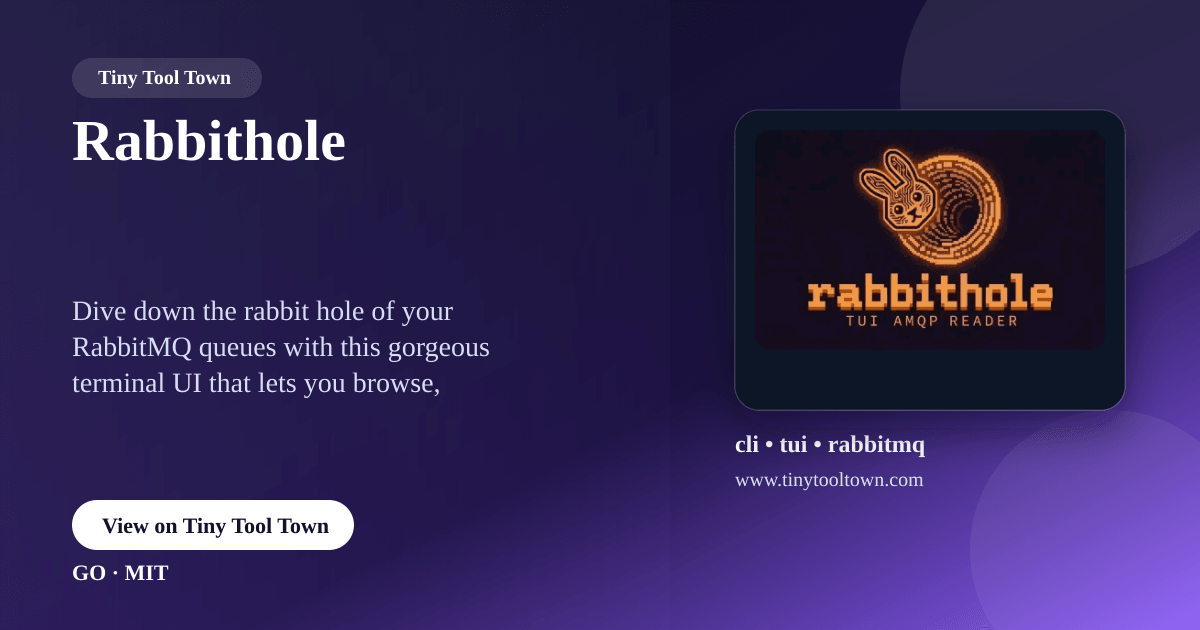 Tiny Tool Town
Rabbithole
Dive down the rabbit hole of your
RabbitMQ queues with this gorgeous
terminal UI that lets you browse,
View on Tiny Tool Town
GO · MIT
rabbithole
TUI AMQP READER
cli • tui • rabbitmq
www.tinytooltown.com